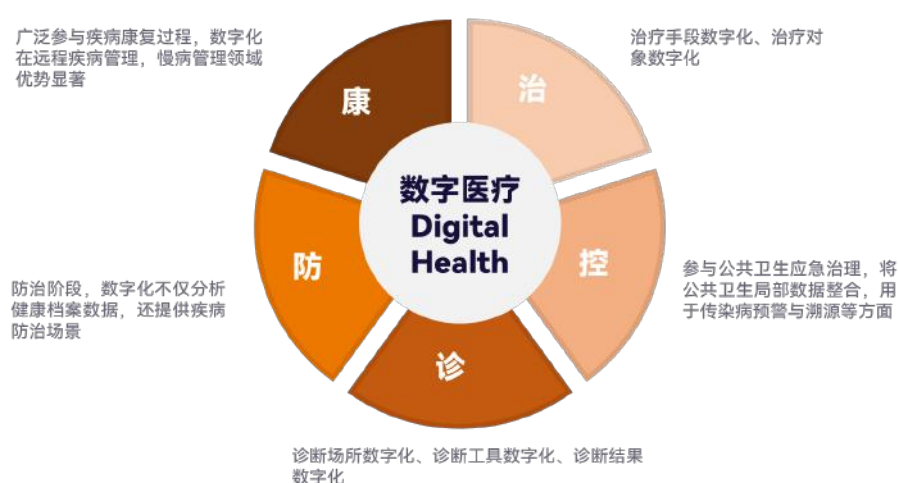 广泛参与疾病康复过程，数字化
在远程疾病管理，慢病管理领域
优势显著
治疗手段数字化、治疗对
象数字化
康
治
数字医疗
Digital
Health
防
控
防治阶段，数字化不仅分析
健康档案数据，还提供疾病
防治场景
参与公共卫生应急治理，将
公共卫生局部数据整合，用
于传染病预警与溯源等方面
诊
诊断场所数字化、诊断工具数字化、诊断结果
数字化